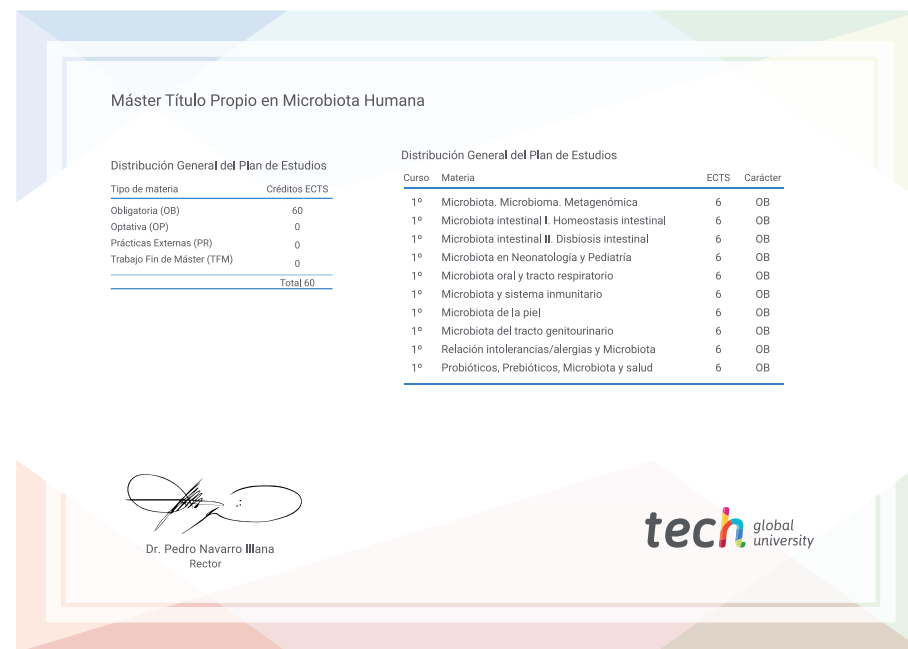 Máster Título Propio en Microbiota Humana
Distribución General del Plan de Estudios
Tipo de materia Créditos ECTS
Obligatoria (OB) 60
Optativa (OP) 0
Prácticas Externas (PR) 0
Trabajo Fin de Máster (TFM) 0
Total 60
Distribución General del Plan de Estudios
Curso Materia ECTS Carácter
1º Microbiota. Microbioma. Metagenómica 6 OB
1º Microbiota intestinal I. Homeostasis intestinal 6 OB
1º Microbiota intestinal II. Disbiosis intestinal 6 OB
1º Microbiota en Neonatología y Pediatría 6 OB
1º Microbiota oral y tracto respiratorio 6 OB
1º Microbiota y sistema inmunitario 6 OB
1º Microbiota de la piel 6 OB
1º Microbiota del tracto genitourinario 6 OB
1º Relación intolerancias/alergias y Microbiota 6 OB
1º Probióticos, Prebióticos, Microbiota y salud 6 OB
Dr. Pedro Navarro Illana
Rector
tech global university